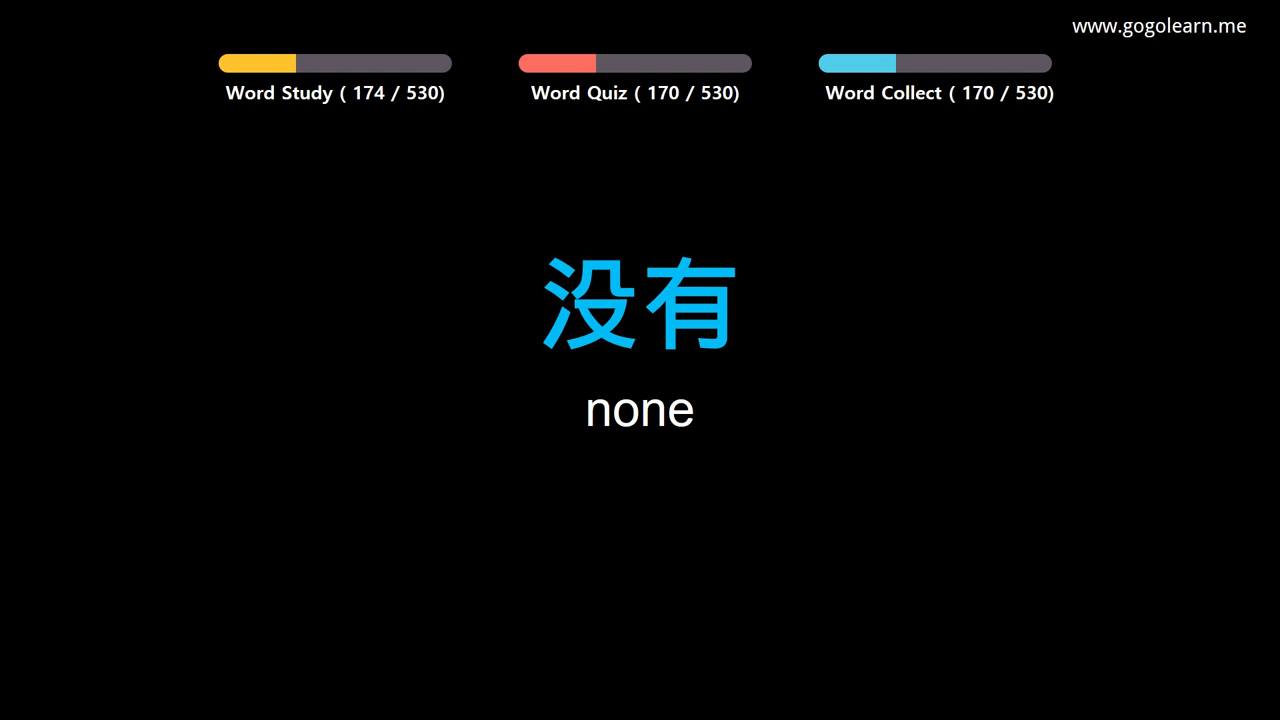 www.gogolearn.me
Word Study ( 174 / 530)
Word Quiz ( 170 / 530)
Word Collect ( 170 / 530)
没有
none